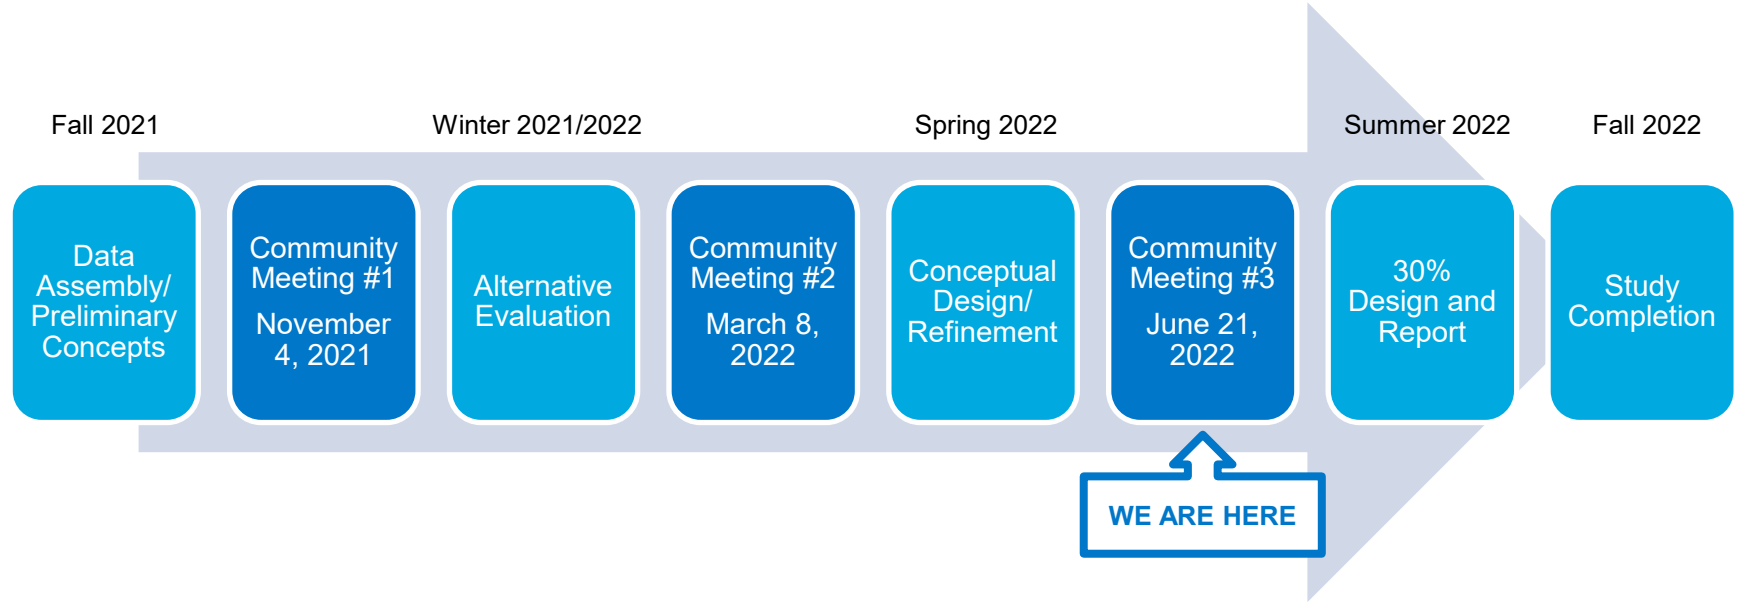 Fall 2021
Winter 2021/2022
Spring 2022
Summer 2022
Fall 2022
Data
Assembly/
Preliminary
Concepts
Community
Meeting #1
November
4, 2021
Alternative
Evaluation
Community
Meeting #2
March 8,
2022
Conceptual
Design/
Refinement
Community
Meeting #3
June 21,
2022
30%
Design and
Report
Study
Completion
WE ARE HERE